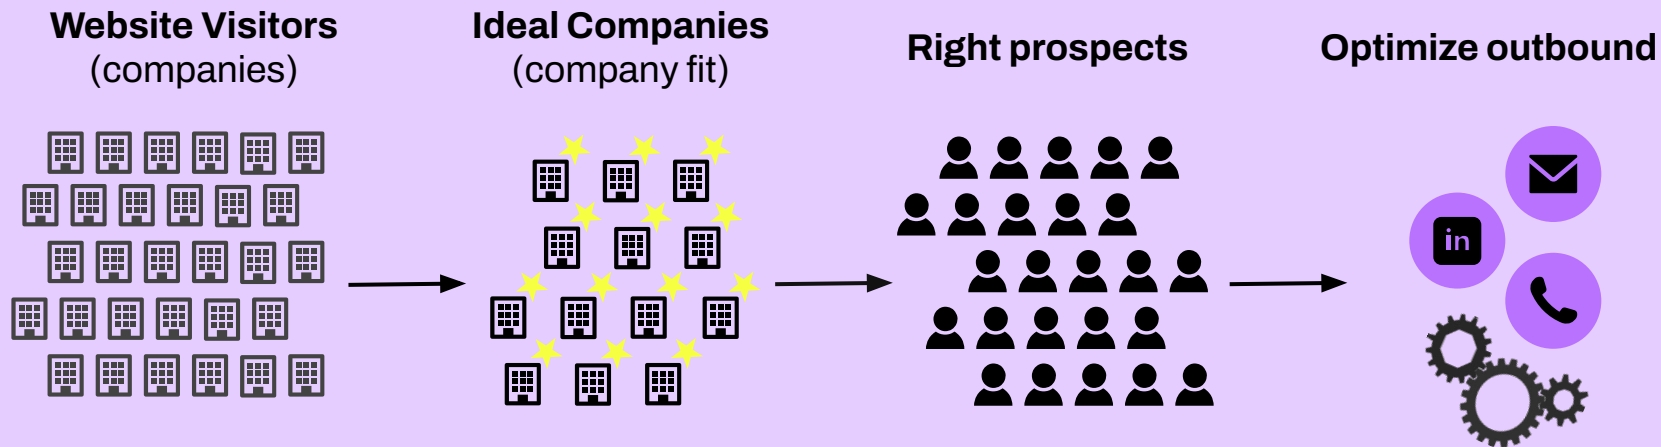 Website Visitors
(companies)
Ideal Companies
(company fit)
Right prospects
Optimize outbound
in